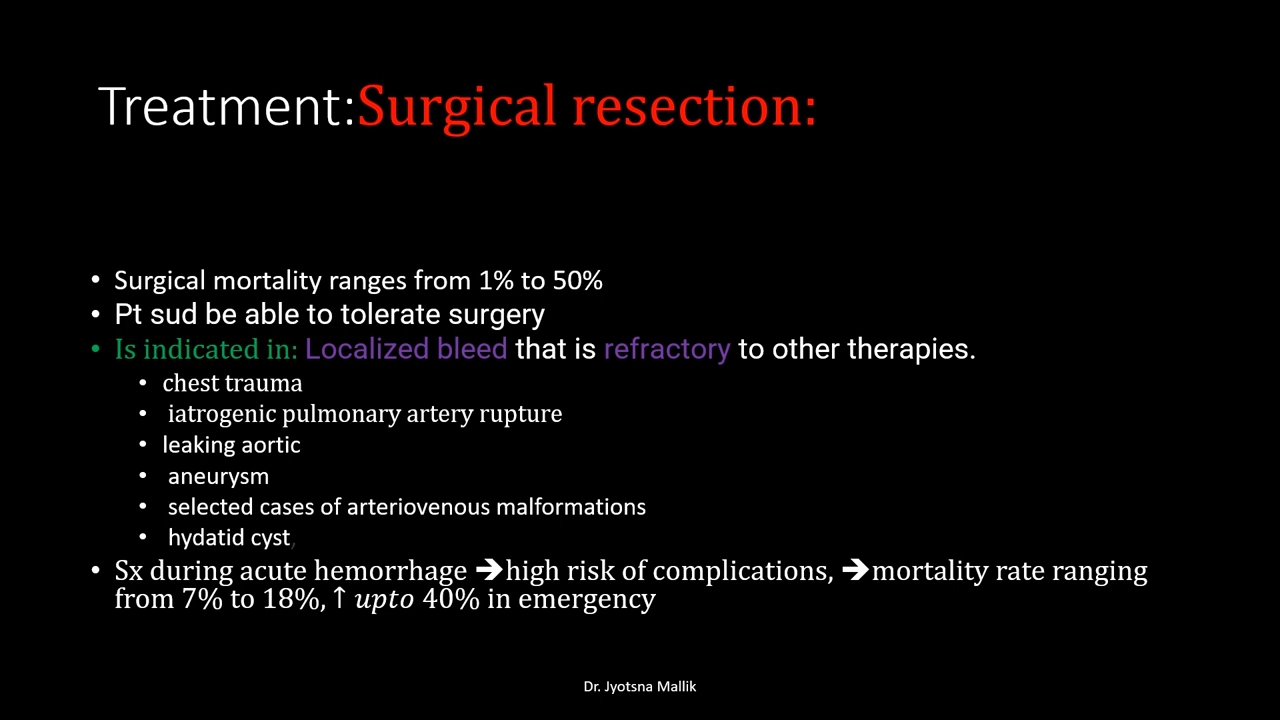 Treatment:Surgical resection:
• Surgical mortality ranges from 1% to 50%
• Pt sud be able to tolerate surgery
• Is indicated in: Localized bleed that is refractory to other therapies.
• chest trauma
• iatrogenic pulmonary artery rupture
• leaking aortic
• aneurysm
• selected cases of arteriovenous malformations
• hydatid cyst,
• Sx during acute hemorrhage ➔high risk of complications, ➔mortality rate ranging
from 7% to 18%,↑ upto 40% in emergency
Dr. Jyotsna Mallik